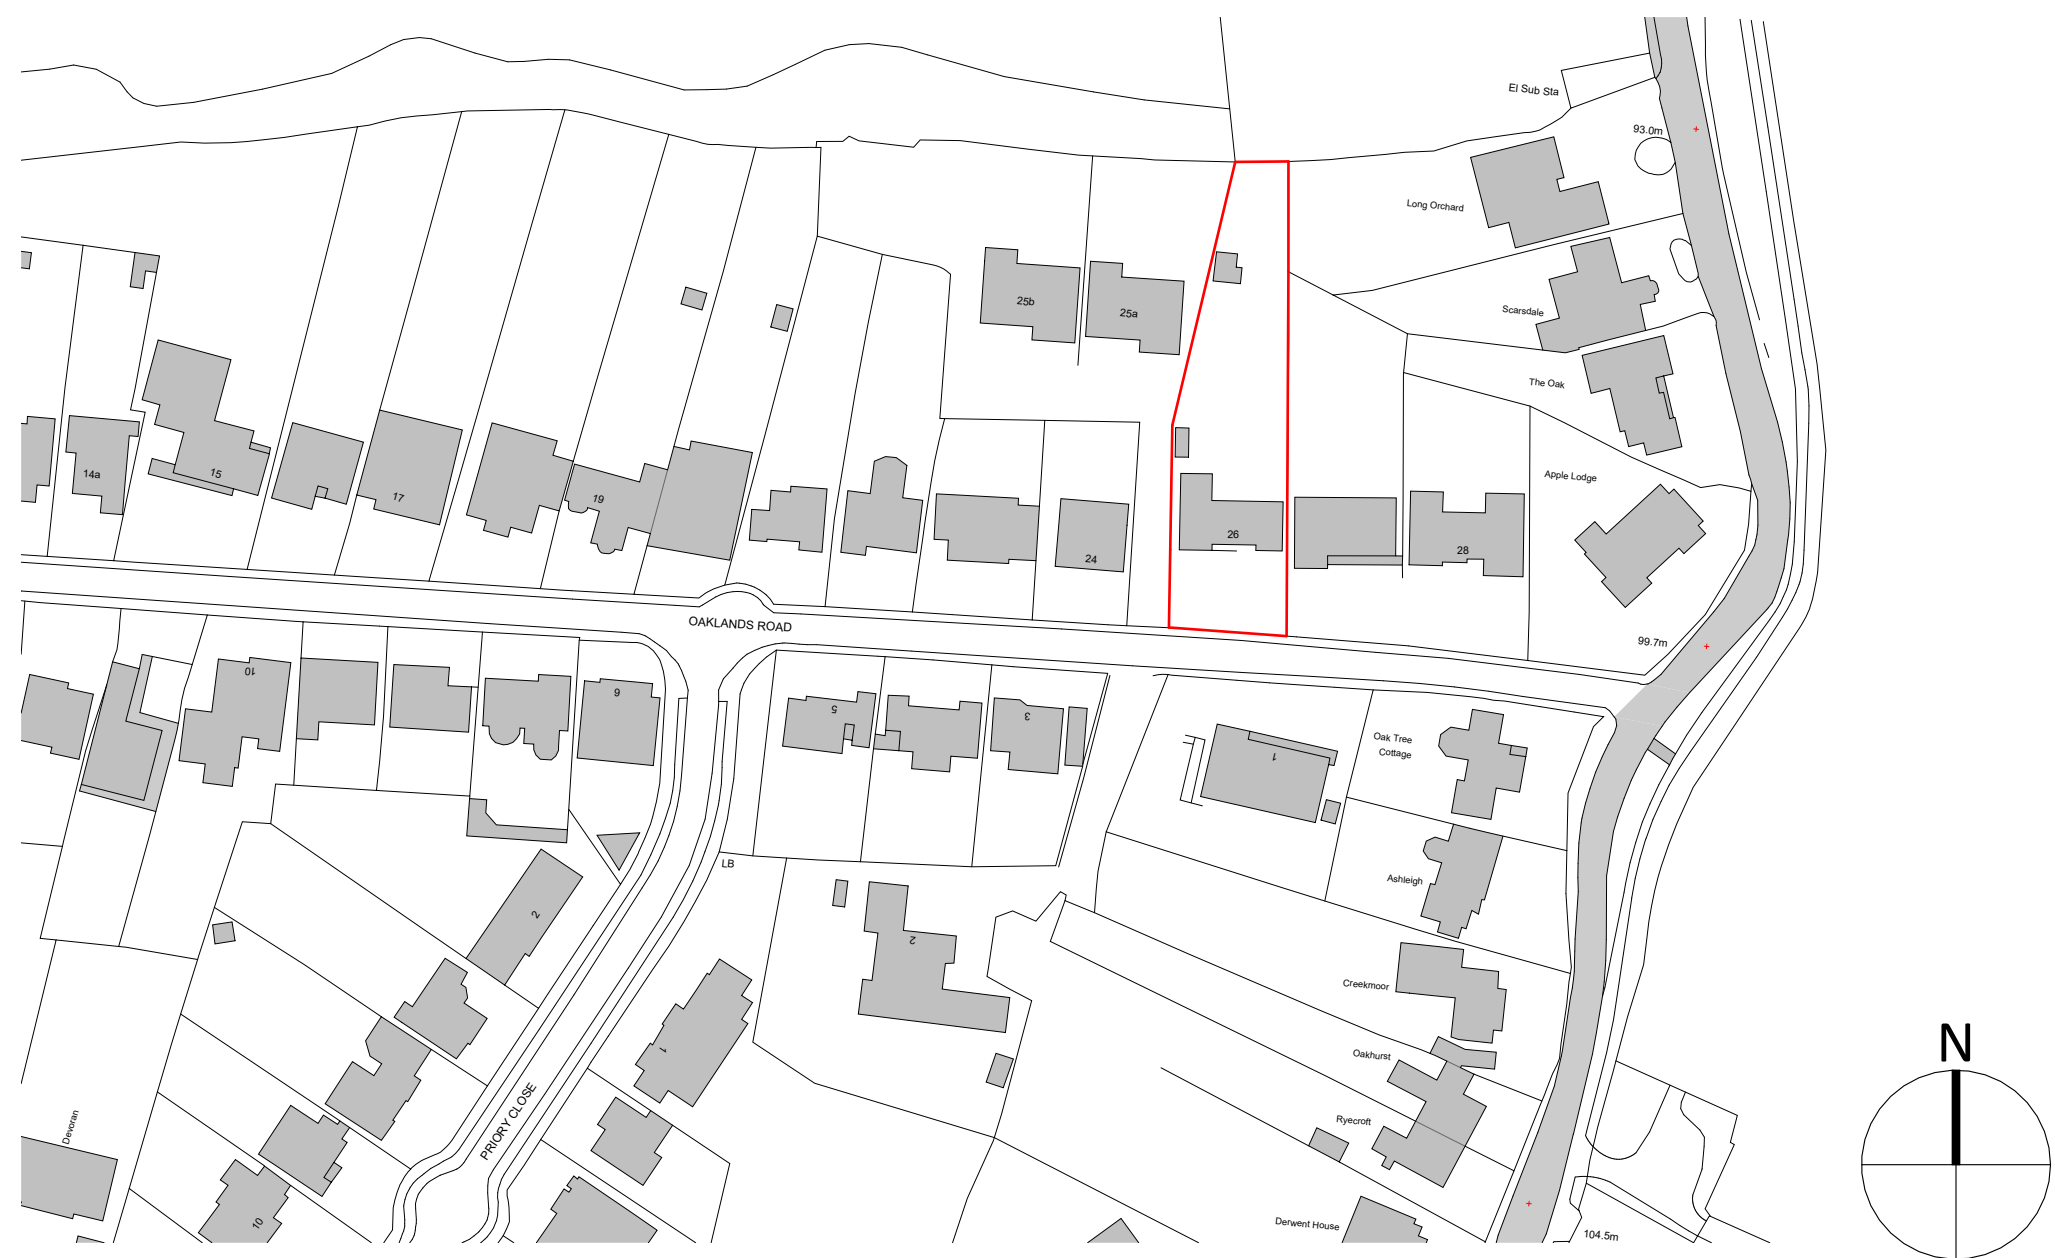 El Sub Sta
93.0m
Long Orchard
25b
25a
Scarsdale
The Oak
14a
15
17
19
24
26
28
Apple Lodge
OAKLANDS ROAD
99.7m
10
9
5
3
1
Oak Tree
Cottage
LB
Ashleigh
2
2
Creekmoor
1
Oakhurst
N
PRIORY CLOSE
Devoran
Ryecroft
10
Derwent House
104.5m